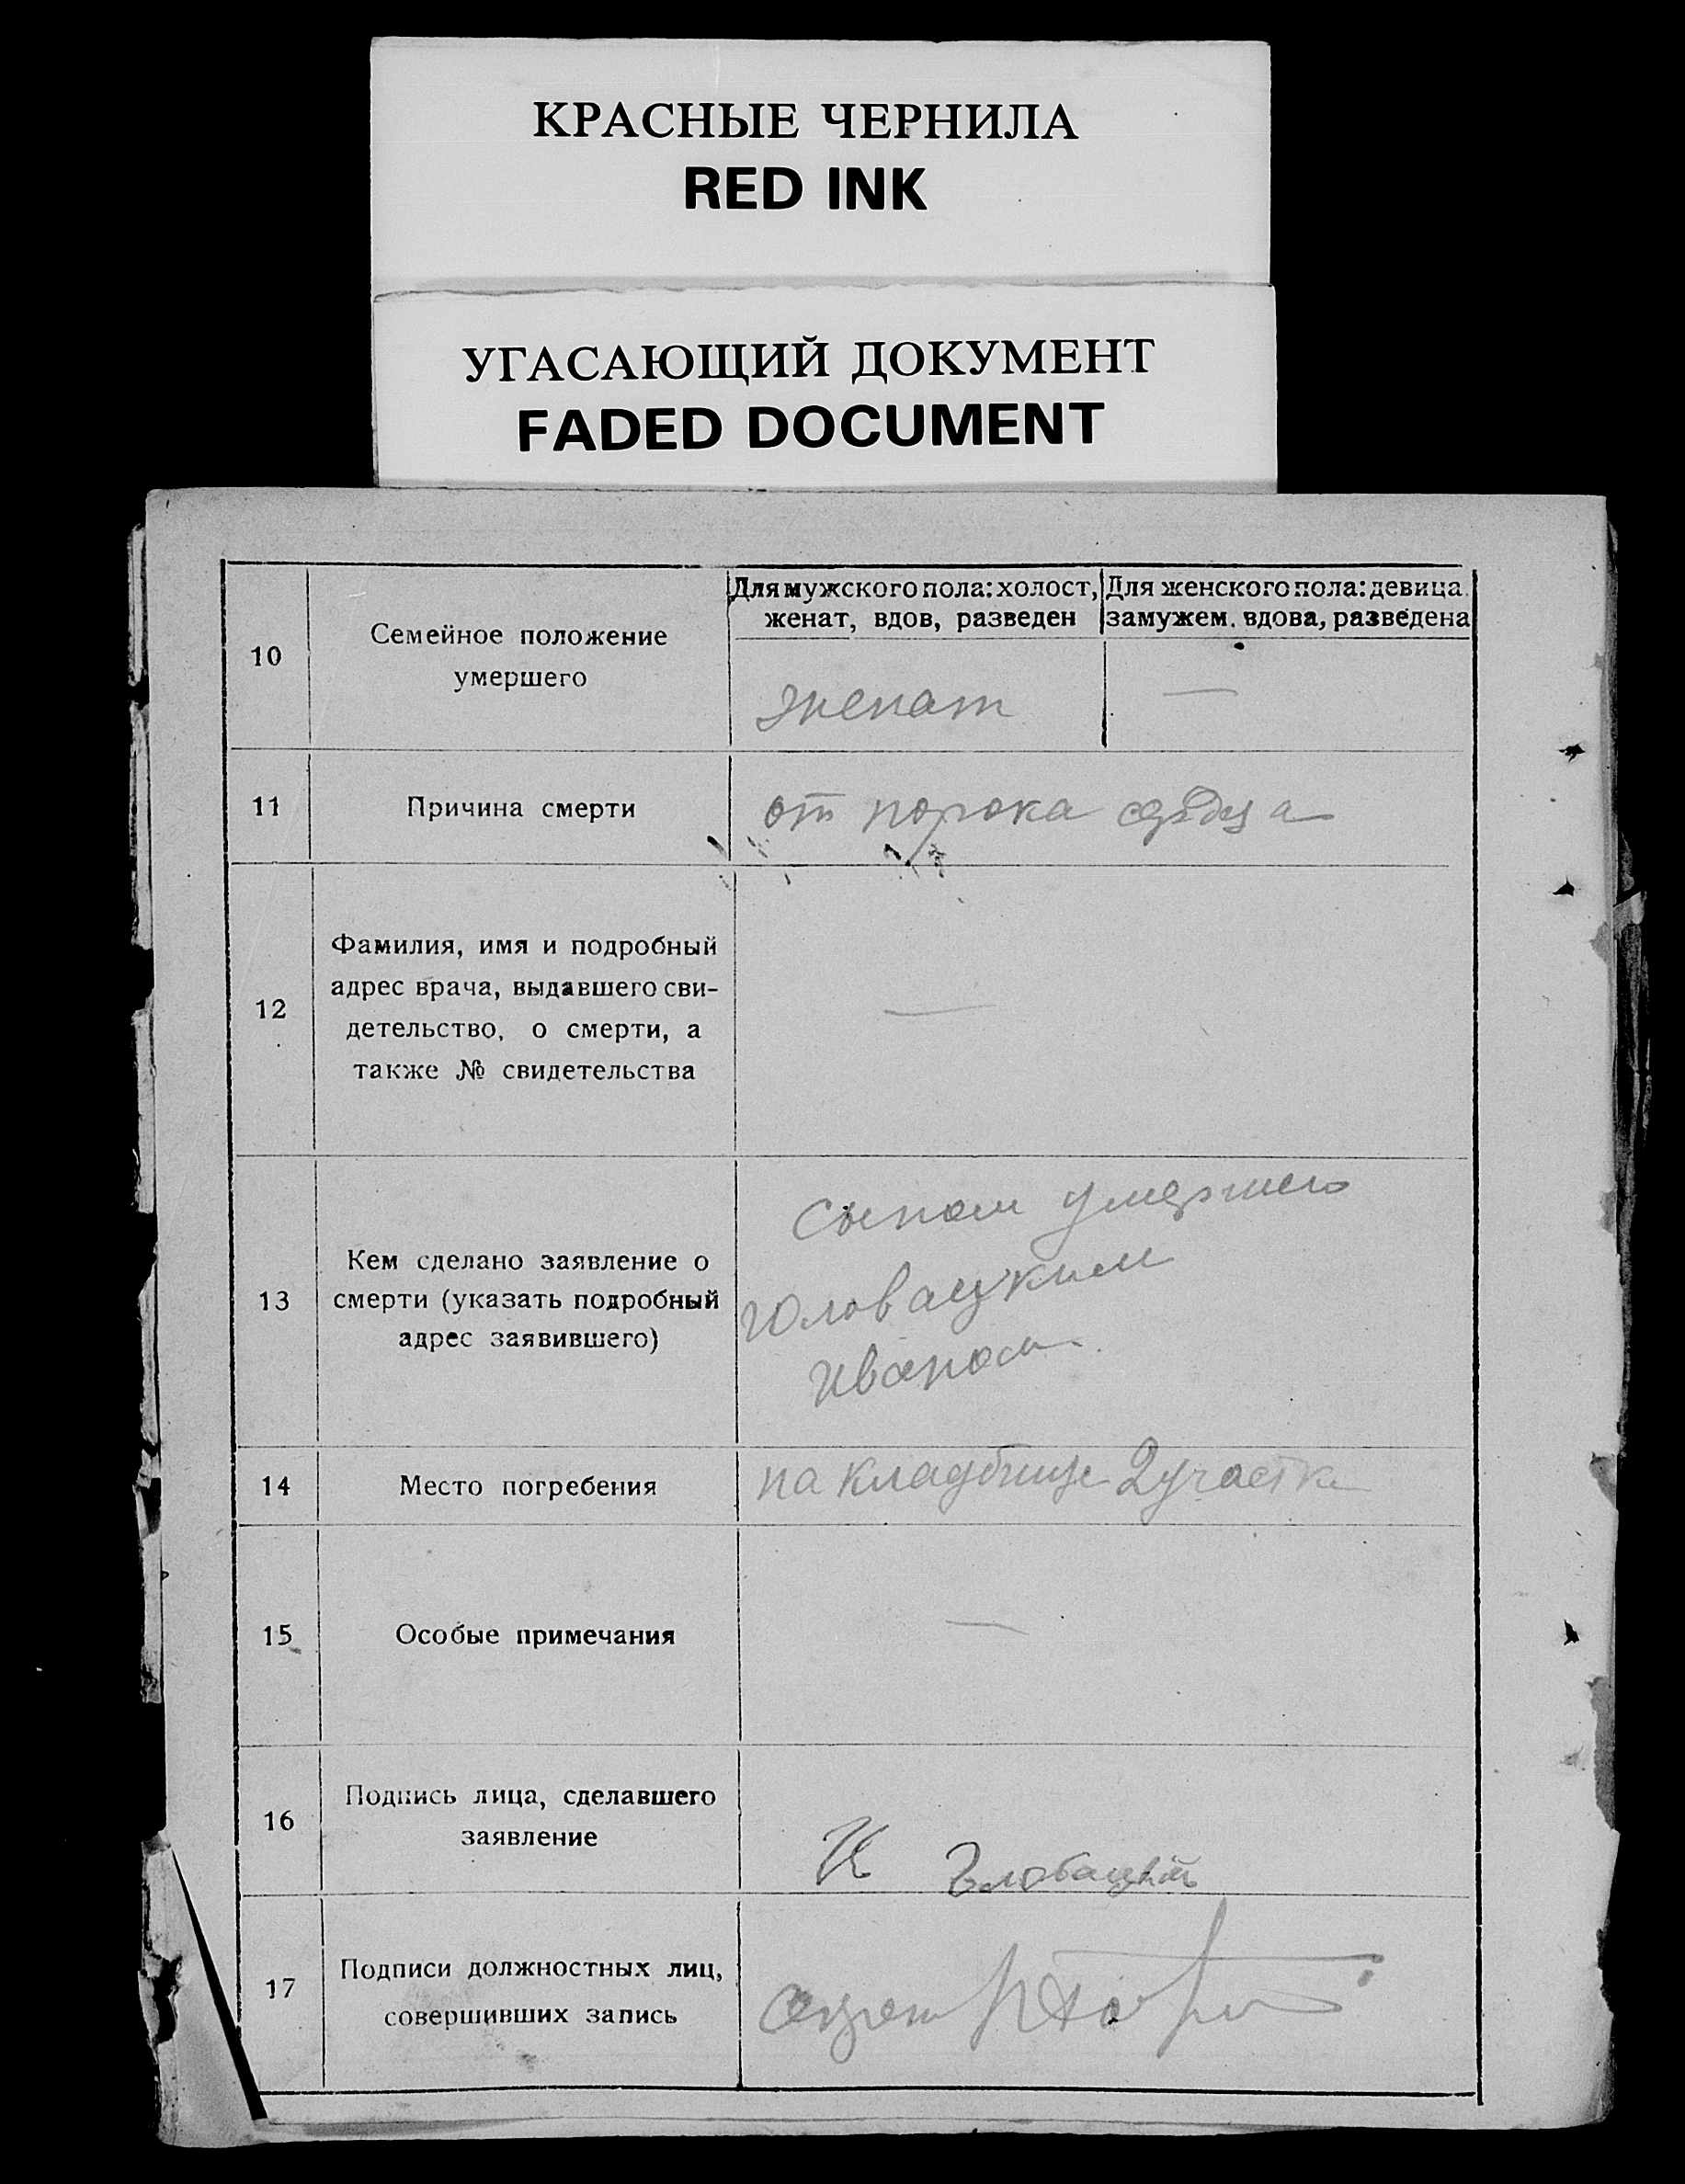 КРАСНЫЕ ЧЕРНИЛА
RED INK
УГАСАЮЩИЙ ДОКУМЕНТ
FADED DOCUMENT
10
Семейное положение
умершего
Для мужского пола: холост,
женат, вдов, разведен
Для женского пола: девица,
замужем, вдова, разведена
женат
—
11
Причина смерти
от порока сердца
12
Фамилия, имя и подробный
адрес врача, выдавшего сви-
детельство, о смерти, а
также № свидетельства
—
13
Кем сделано заявление о
смерти (указать подробный
адрес заявившего)
сыном умершего
Головацким
Иваном
14
Место погребения
на кладбище 2 участка
15
Особые примечания
—
16
Подпись лица, сделавшего
заявление
И Головацкий
17
Подписи должностных лиц,
совершивших запись